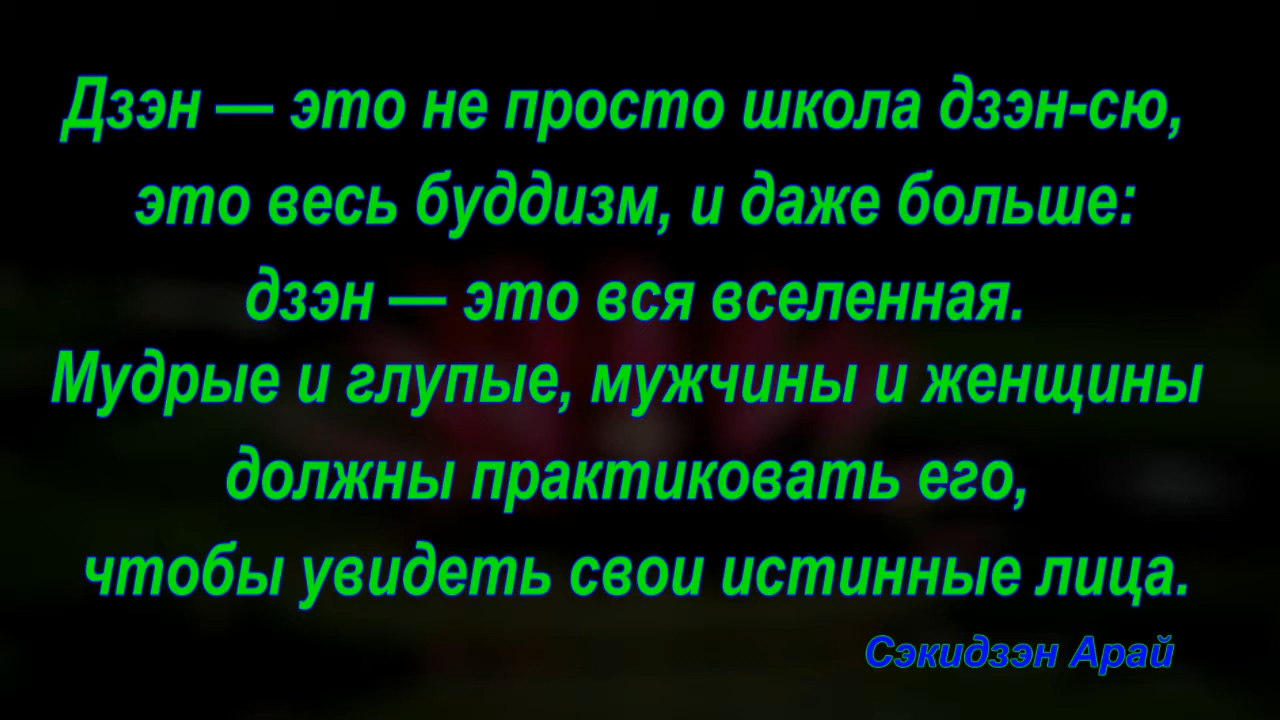 Дзэн — это не просто школа дзэн-сю,
это весь буддизм, и даже больше:
дзэн — это вся вселенная.
Мудрые и глупые, мужчины и женщины
должны практиковать его,
чтобы увидеть свои истинные лица.
Сэкидзэн Арай